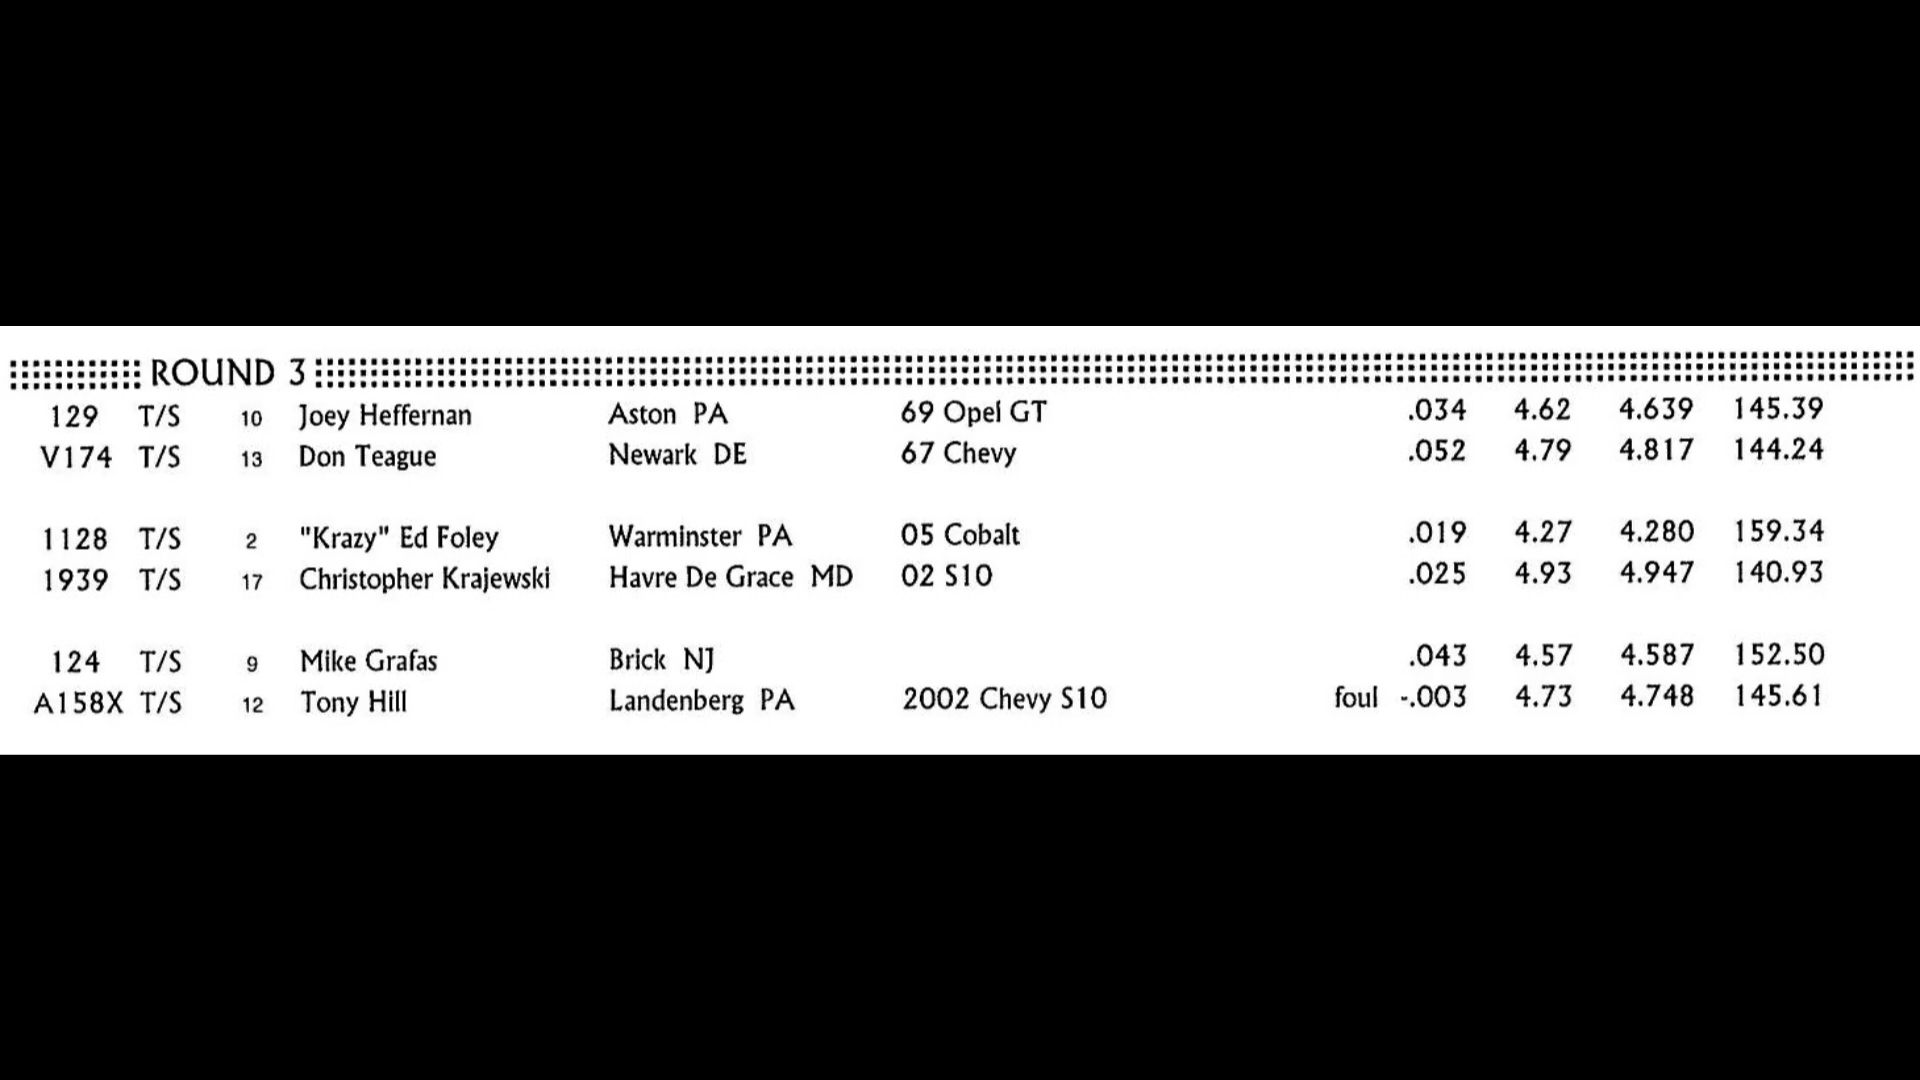 ROUND 3
129 T/S 10 Joey Heffernan Aston PA 69 Opel GT .034 4.62 4.639 145.39
V174 T/S 13 Don Teague Newark DE 67 Chevy .052 4.79 4.817 144.24
1128 T/S 2 "Krazy" Ed Foley Warminster PA 05 Cobalt .019 4.27 4.280 159.34
1939 T/S 17 Christopher Krajewski Havre De Grace MD 02 S10 .025 4.93 4.947 140.93
124 T/S 9 Mike Grafas Brick NJ .043 4.57 4.587 152.50
A158X T/S 12 Tony Hill Landenberg PA 2002 Chevy S10 foul -.003 4.73 4.748 145.61